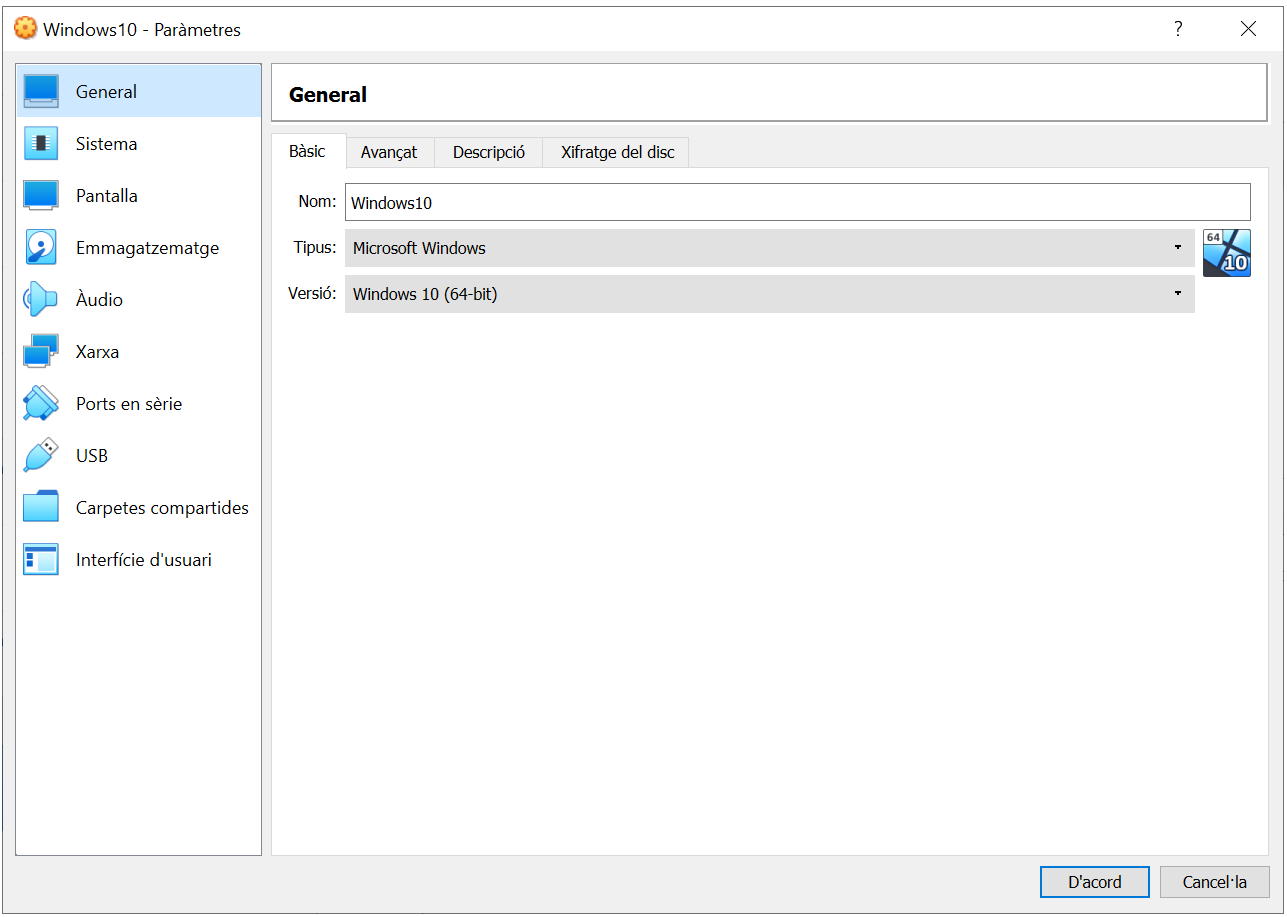 Windows10 - Paràmetres
?
General
Sistema
Pantalla
Emmagatzematge
Àudio
Xarxa
Ports en sèrie
USB
Carpetes compartides
Interfície d'usuari
General
Bàsic Avançat Descripció Xifratge del disc
Nom: Windows10
Tipus: Microsoft Windows
64
10
Versió: Windows 10 (64-bit)
D'acord Cancel·la